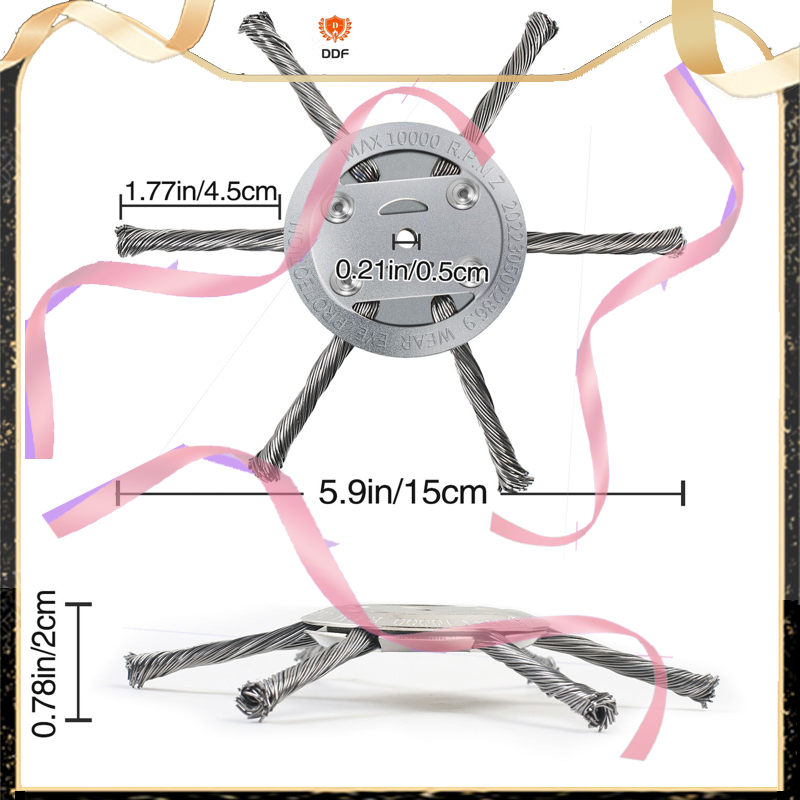 DDF
MAX 10000 R.P.M
1.77in/4.5cm
0.21in/0.5cm
WEAR EYE
5.9in/15cm
0.78in/2cm